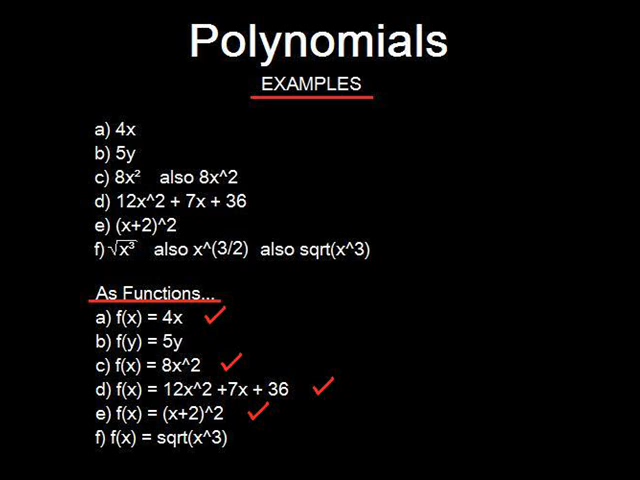 Polynomials
EXAMPLES
a) 4x
b) 5y
c) 8x² also 8x^2
d) 12x^2 + 7x + 36
e) (x+2)^2
f) √x³ also x^(3/2) also sqrt(x^3)
As Functions...
a) f(x) = 4x
b) f(y) = 5y
c) f(x) = 8x^2
d) f(x) = 12x^2 +7x + 36
e) f(x) = (x+2)^2
f) f(x) = sqrt(x^3)